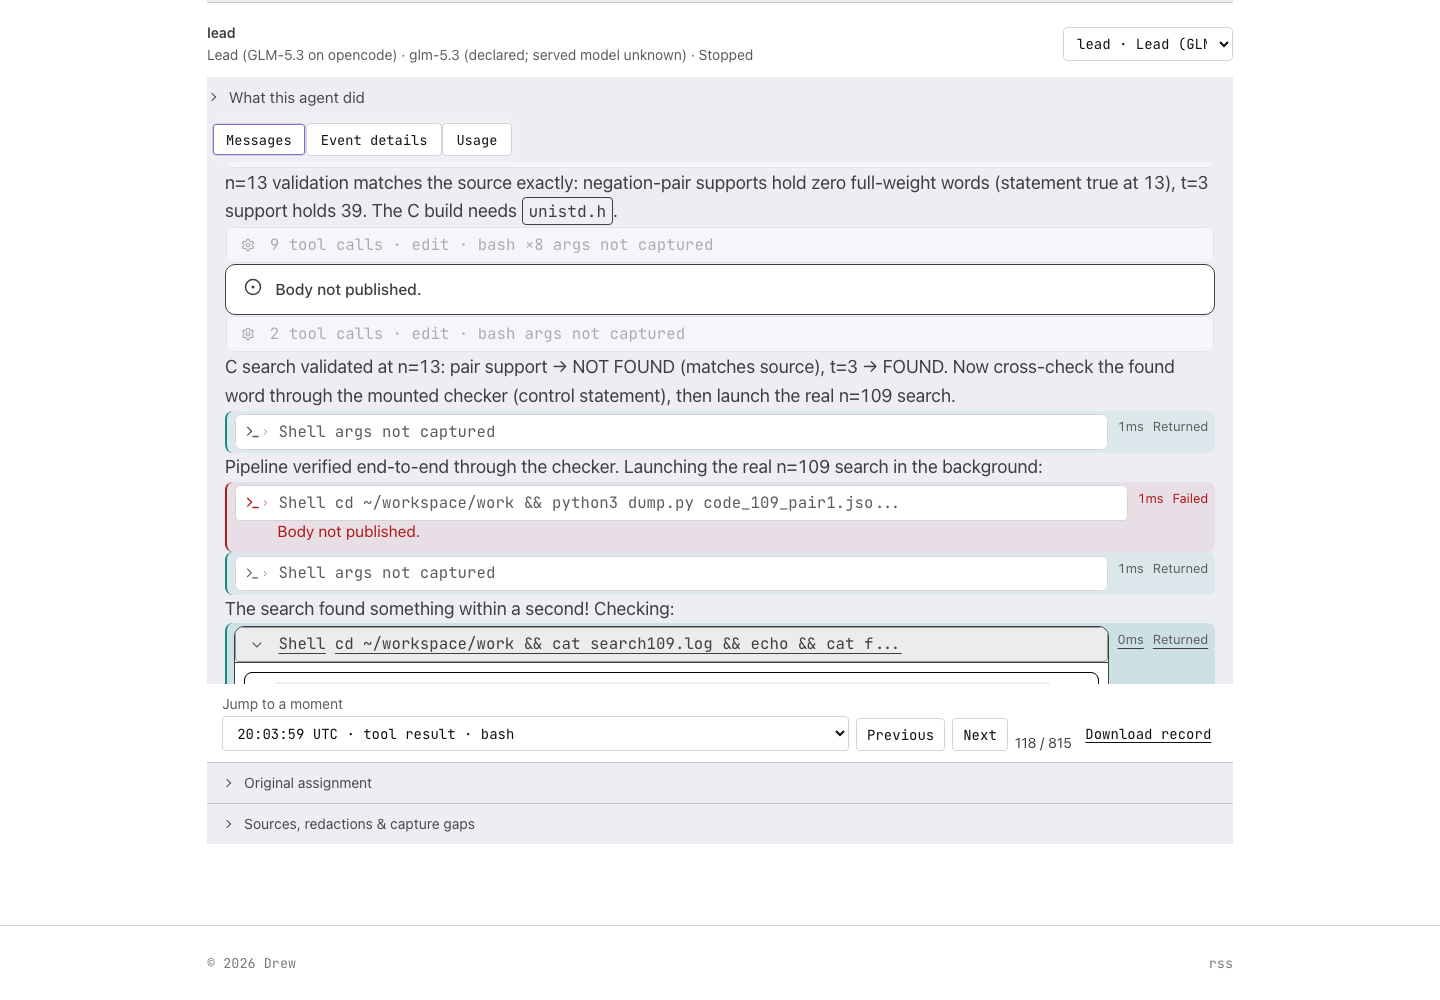 lead
Lead (GLM-5.3 on opencode) · glm-5.3 (declared; served model unknown) · Stopped
lead · Lead (GLM
What this agent did
Messages
Event details
Usage
n=13 validation matches the source exactly: negation-pair supports hold zero full-weight words (statement true at 13), t=3
support holds 39. The C build needs unistd.h.
9 tool calls · edit · bash ×8 args not captured
Body not published.
2 tool calls · edit · bash args not captured
C search validated at n=13: pair support → NOT FOUND (matches source), t=3 → FOUND. Now cross-check the found
word through the mounted checker (control statement), then launch the real n=109 search.
Shell args not captured
1ms Returned
Pipeline verified end-to-end through the checker. Launching the real n=109 search in the background:
Shell cd ~/workspace/work && python3 dump.py code_109_pair1.jso...
1ms Failed
Body not published.
Shell args not captured
1ms Returned
The search found something within a second! Checking:
Shell cd ~/workspace/work && cat search109.log && echo && cat f...
0ms Returned
Jump to a moment
20:03:59 UTC · tool result · bash
Previous
Next
118 / 815
Download record
Original assignment
Sources, redactions & capture gaps
© 2026 Drew
rss